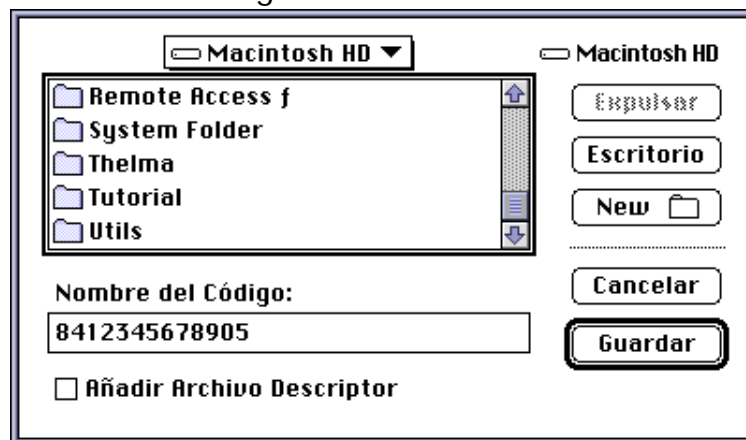 Macintosh HD
Macintosh HD
Remote Access ƒ
System Folder
Thelma
Tutorial
Utils
Expulsar
Escritorio
New
Nombre del Código:
8412345678905
Añadir Archivo Descriptor
Cancelar
Guardar